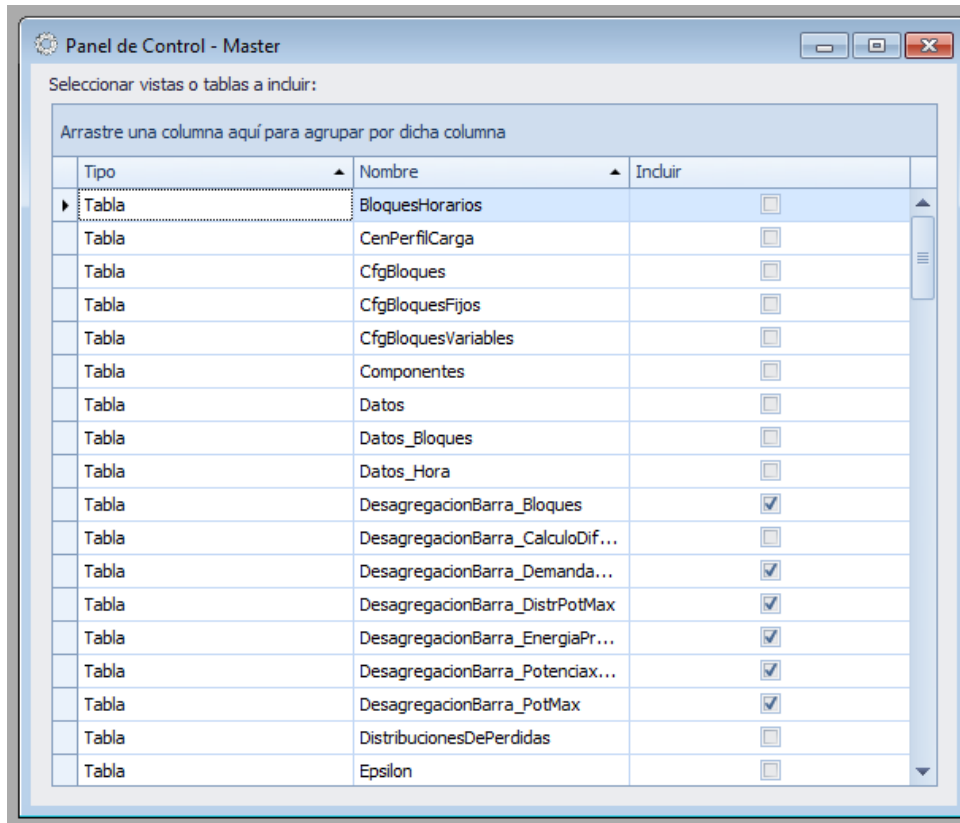 Panel de Control - Master
Seleccionar vistas o tablas a incluir:
Arrastre una columna aquí para agrupar por dicha columna
Tipo Nombre Incluir
Tabla BloquesHorarios
Tabla CenPerfilCarga
Tabla CfgBloques
Tabla CfgBloquesFijos
Tabla CfgBloquesVariables
Tabla Componentes
Tabla Datos
Tabla Datos_Bloques
Tabla Datos_Hora
Tabla DesagregacionBarra_Bloques
Tabla DesagregacionBarra_CalculoDif...
Tabla DesagregacionBarra_Demanda...
Tabla DesagregacionBarra_DistrPotMax
Tabla DesagregacionBarra_EnergiaPr...
Tabla DesagregacionBarra_Potenciax...
Tabla DesagregacionBarra_PotMax
Tabla DistribucionesDePerdidas
Tabla Epsilon